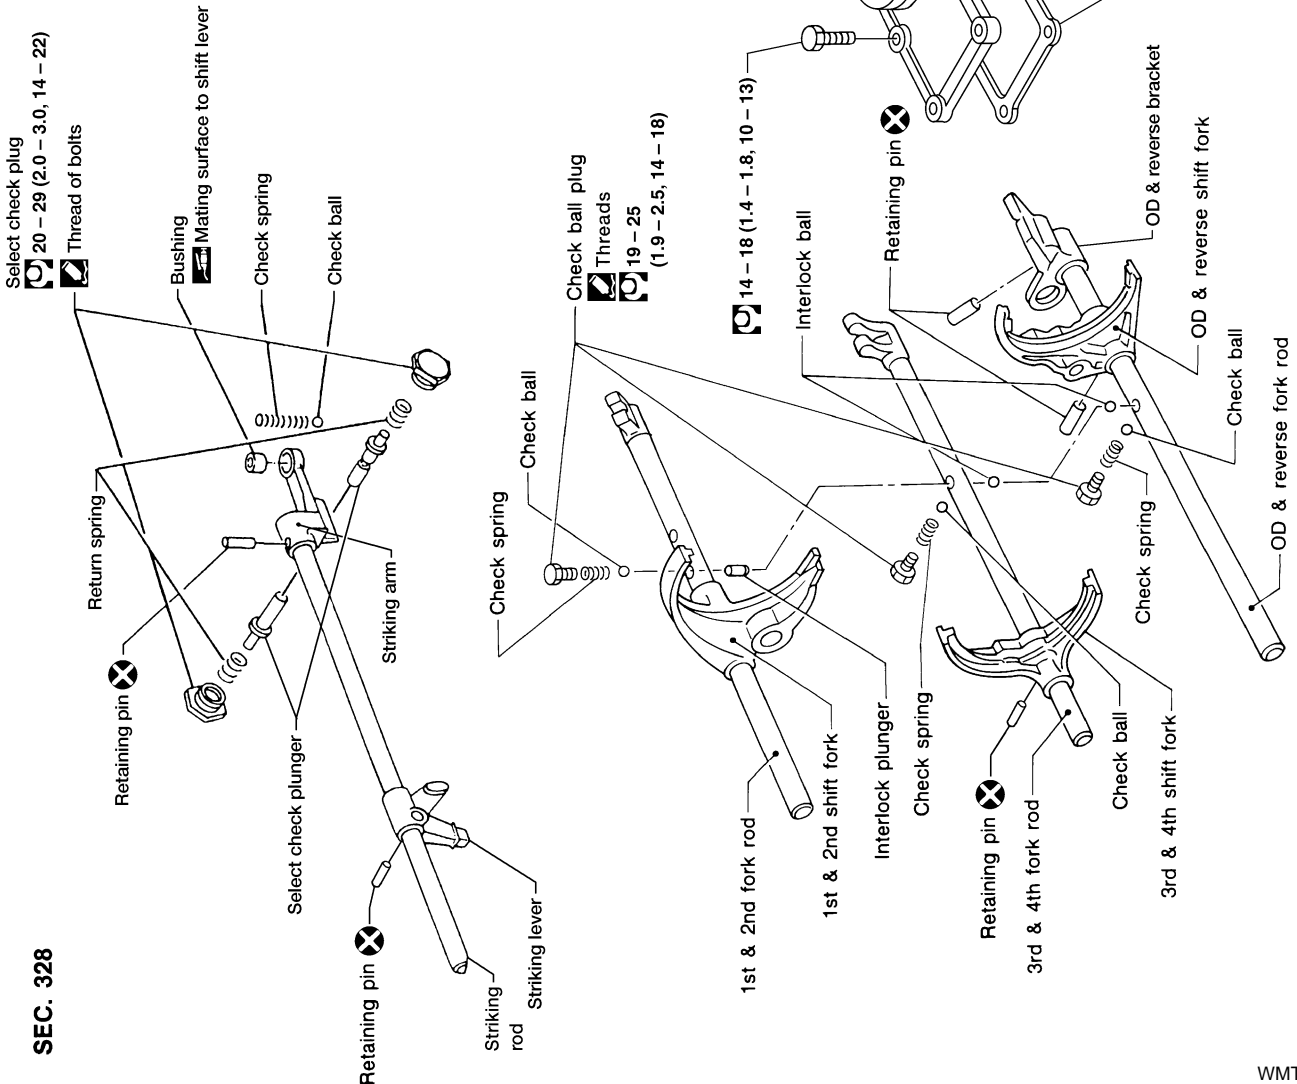 SEC. 328
Select check plug
20 – 29 (2.0 – 3.0, 14 – 22)
Thread of bolts
Bushing
Mating surface to shift lever
Check spring
Check ball
Return spring
Retaining pin
Striking arm
Select check plunger
Retaining pin
Striking
rod
Striking lever
Check ball plug
Threads
19 – 25
(1.9 – 2.5, 14 – 18)
Check ball
Check spring
14 – 18 (1.4 – 1.8, 10 – 13)
Interlock ball
Retaining pin
OD & reverse bracket
OD & reverse shift fork
Check ball
Check spring
OD & reverse fork rod
1st & 2nd fork rod
1st & 2nd shift fork
Interlock plunger
Check spring
Retaining pin
3rd & 4th fork rod
Check ball
3rd & 4th shift fork
WMT